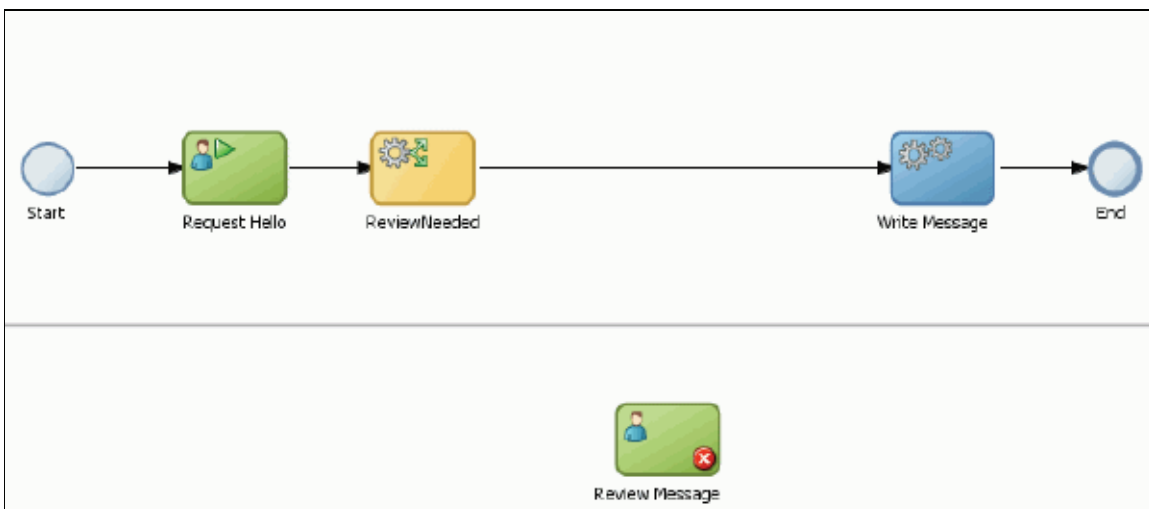 Start
Request Hello
ReviewNeeded
Write Message
End
Review Message